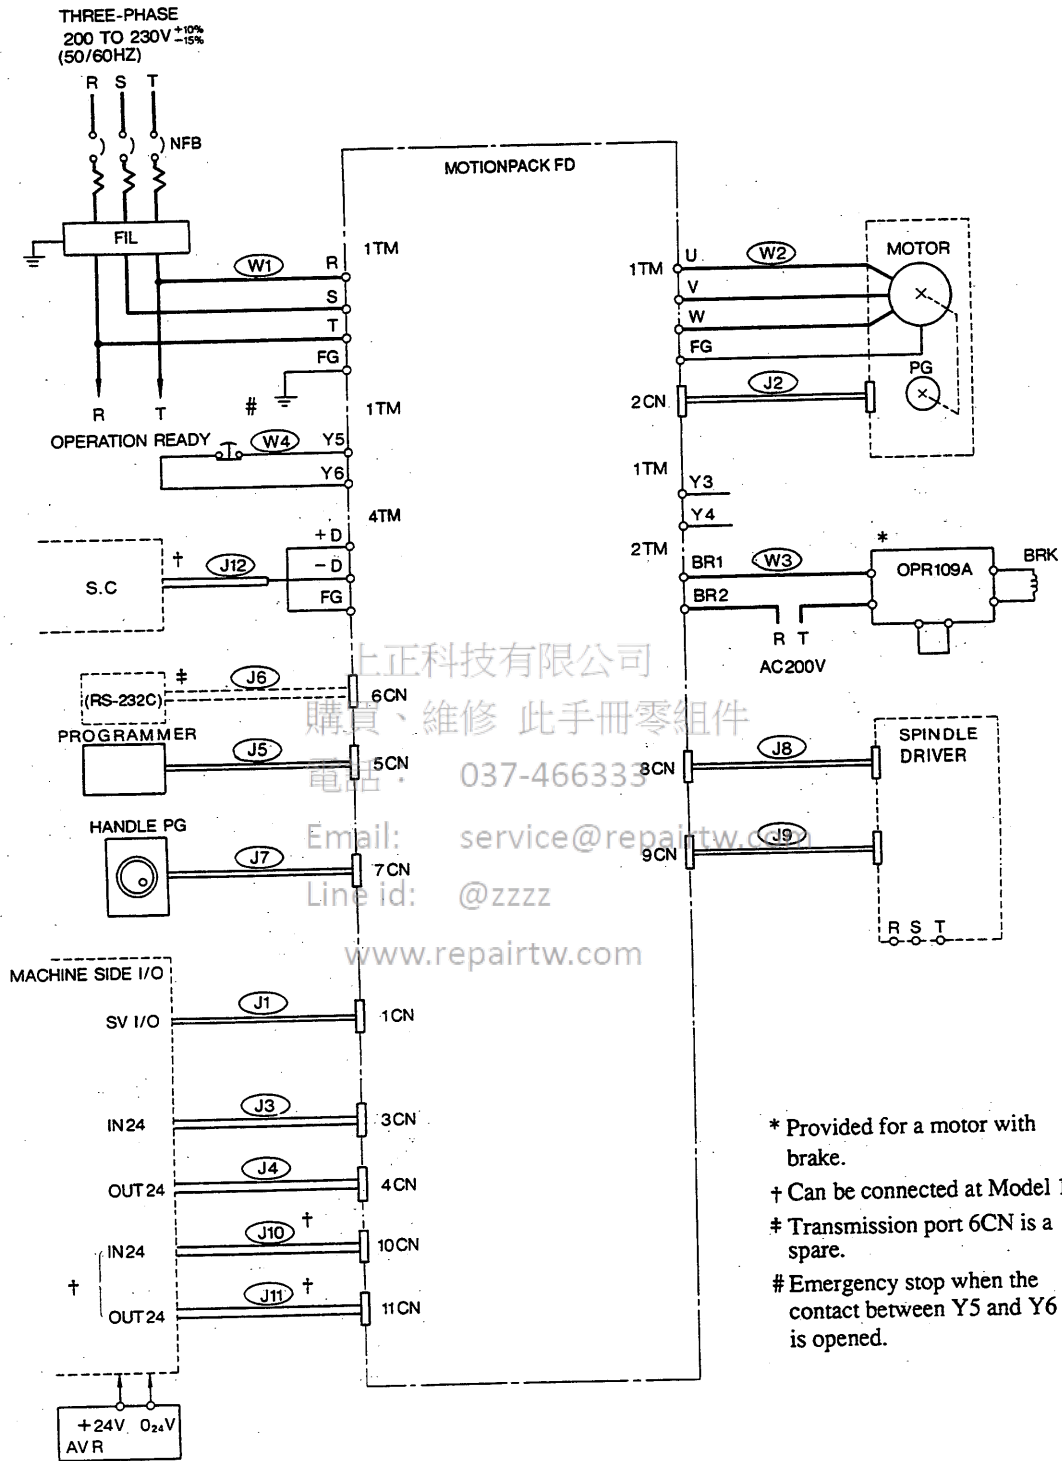 THREE-PHASE
200 TO 230V +10% −15%
(50/60HZ)
R S T
NFB
FIL
MOTIONPACK FD
1TM
W1
R
S
T
FG
R T
#
1TM
OPERATION READY
W4
Y5
Y6
4TM
+D
−D
FG
S.C
†
J12
(RS-232C)
‡
J6
6CN
PROGRAMMER
J5
5CN
HANDLE PG
J7
7CN
MACHINE SIDE I/O
SV I/O
J1
1CN
IN24
J3
3CN
OUT24
J4
4CN
IN24
J10
†
10CN
†
OUT24
J11
†
11CN
+24V 0₂₄V
AVR
1TM
U
W2
V
W
FG
MOTOR
PG
2CN
J2
1TM
Y3
Y4
2TM
BR1
W3
BR2
R T
AC200V
*
OPR109A
BRK
8CN
J8
SPINDLE
DRIVER
9CN
J9
R S T
上正科技有限公司
購買、維修 此手冊零組件
電話： 037-466333
Email: service@repairtw.com
Line id: @zzzz
www.repairtw.com
* Provided for a motor with
brake.
† Can be connected at Model
‡ Transmission port 6CN is a
spare.
# Emergency stop when the
contact between Y5 and Y6
is opened.